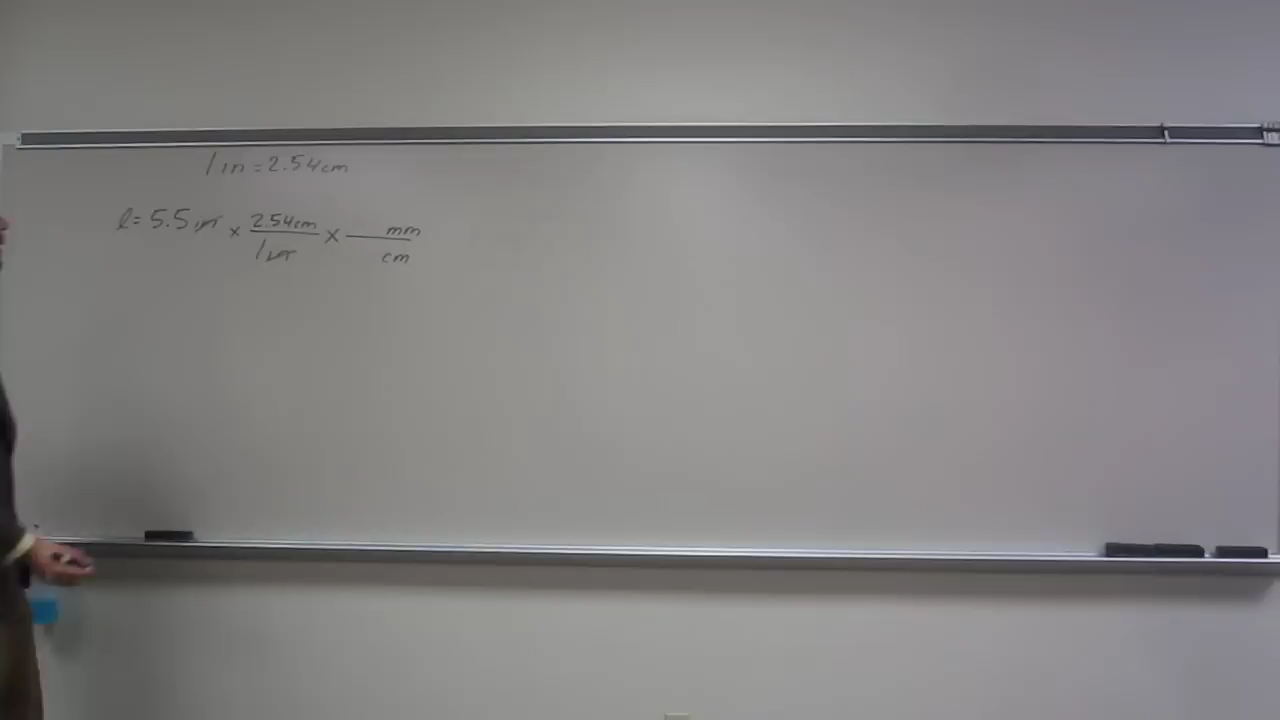 1 in = 2.54 cm
l = 5.5 in × 2.54 cm / 1 in × mm / cm